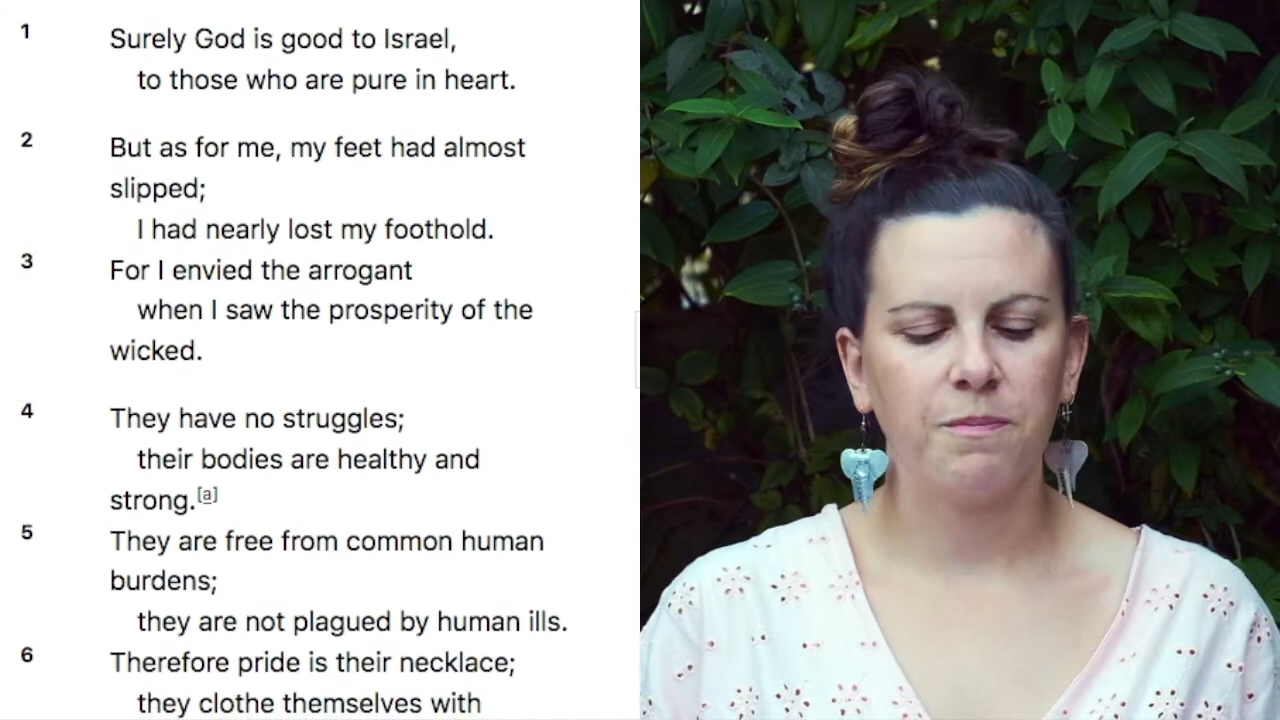 1 Surely God is good to Israel,
to those who are pure in heart.
2 But as for me, my feet had almost
slipped;
I had nearly lost my foothold.
3 For I envied the arrogant
when I saw the prosperity of the
wicked.
4 They have no struggles;
their bodies are healthy and
strong.[a]
5 They are free from common human
burdens;
they are not plagued by human ills.
6 Therefore pride is their necklace;
they clothe themselves with